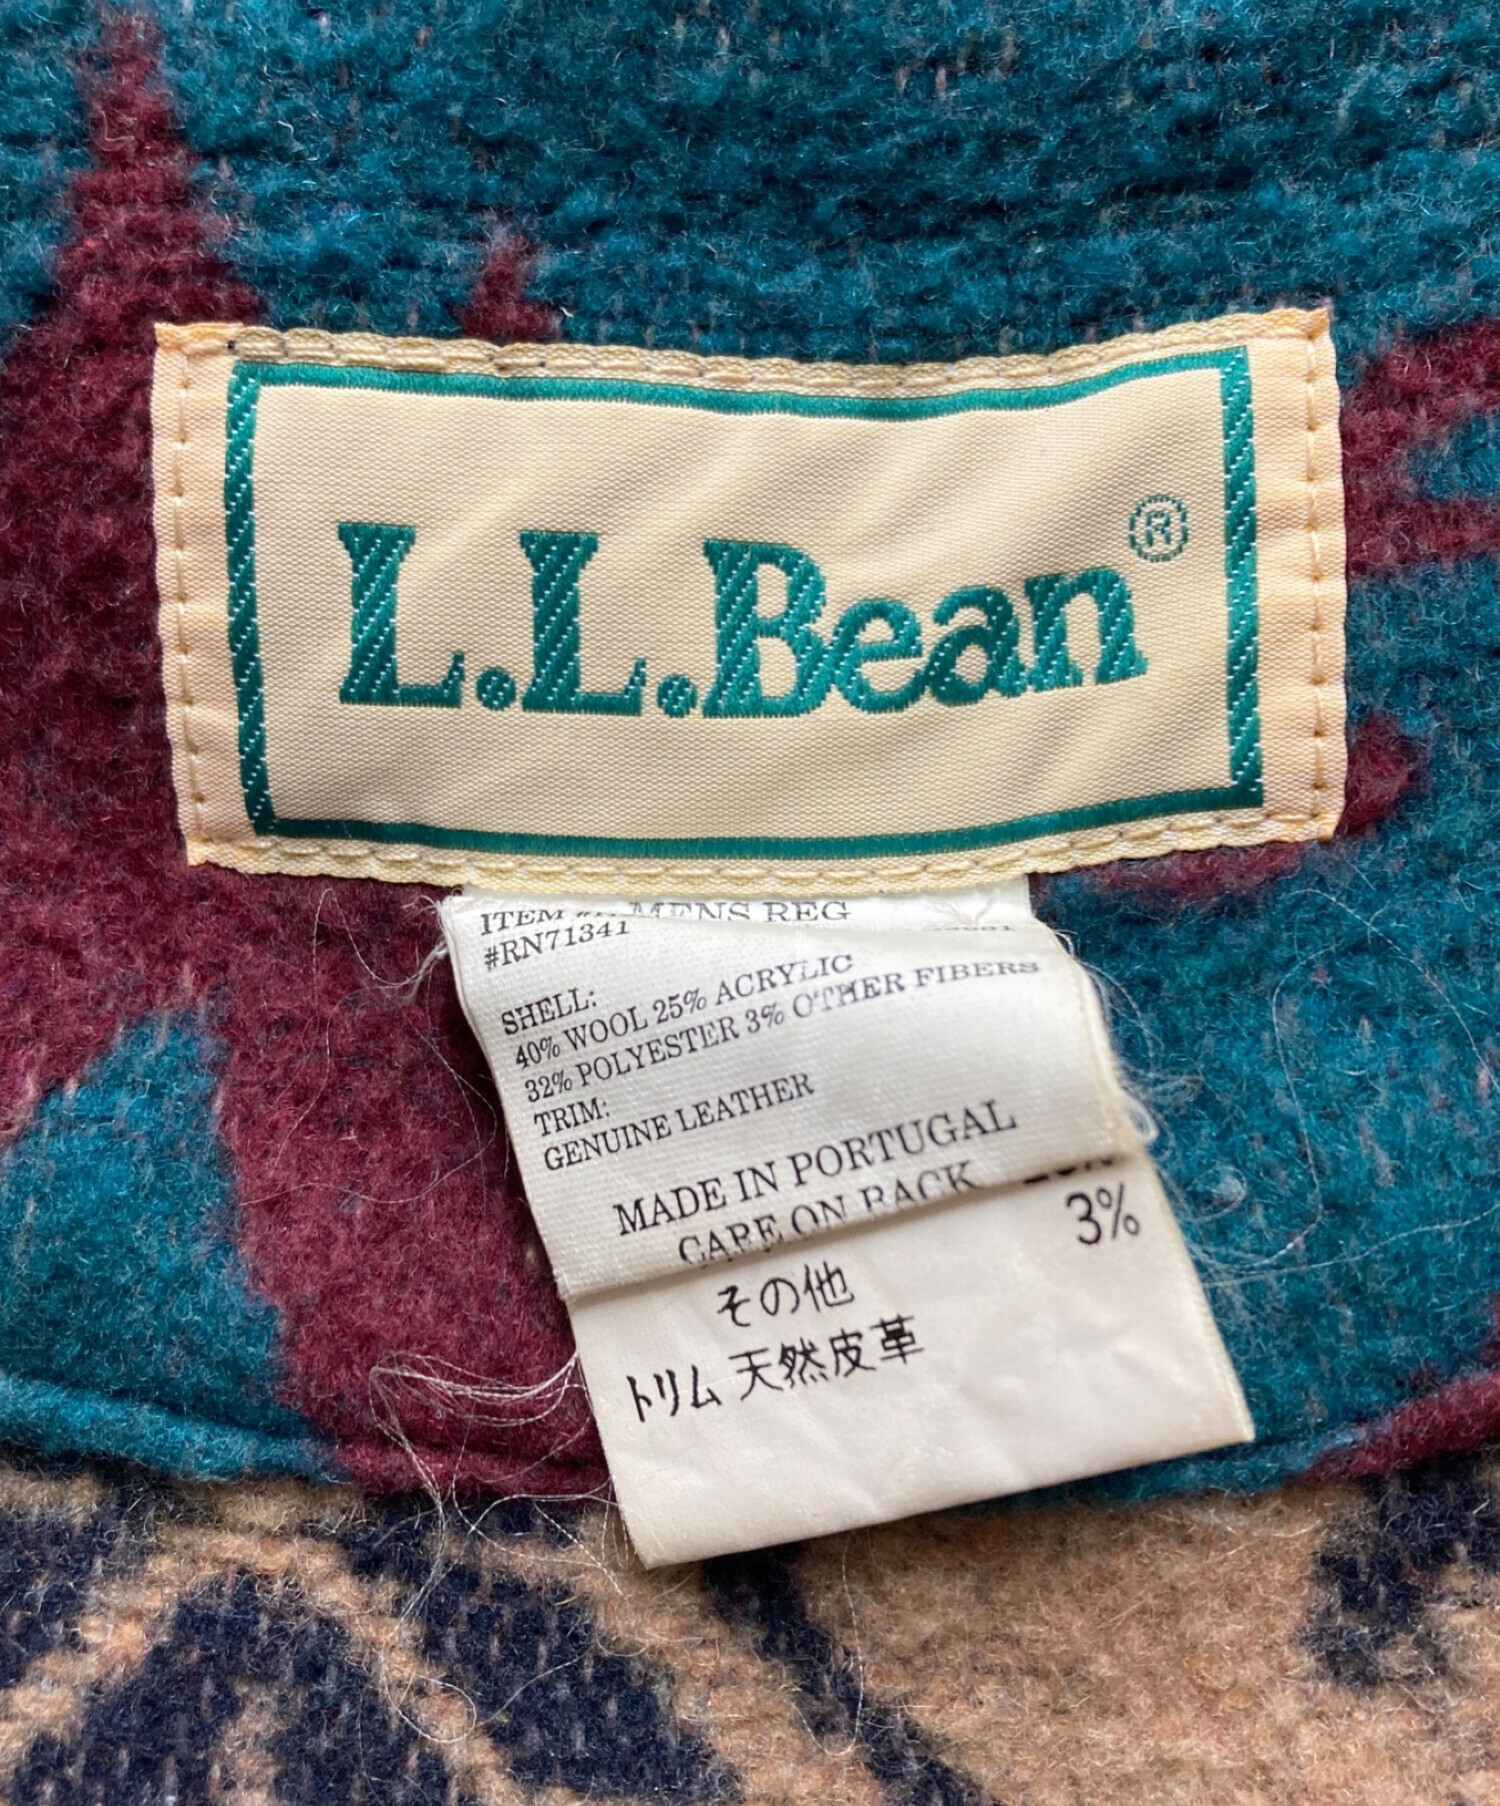 L.L.Bean®
ITEM MENS REG
#RN71341
SHELL:
40% WOOL 25% ACRYLIC
32% POLYESTER 3% OTHER FIBERS
TRIM:
GENUINE LEATHER
MADE IN PORTUGAL
CARE ON BACK
3%
その他
トリム 天然皮革